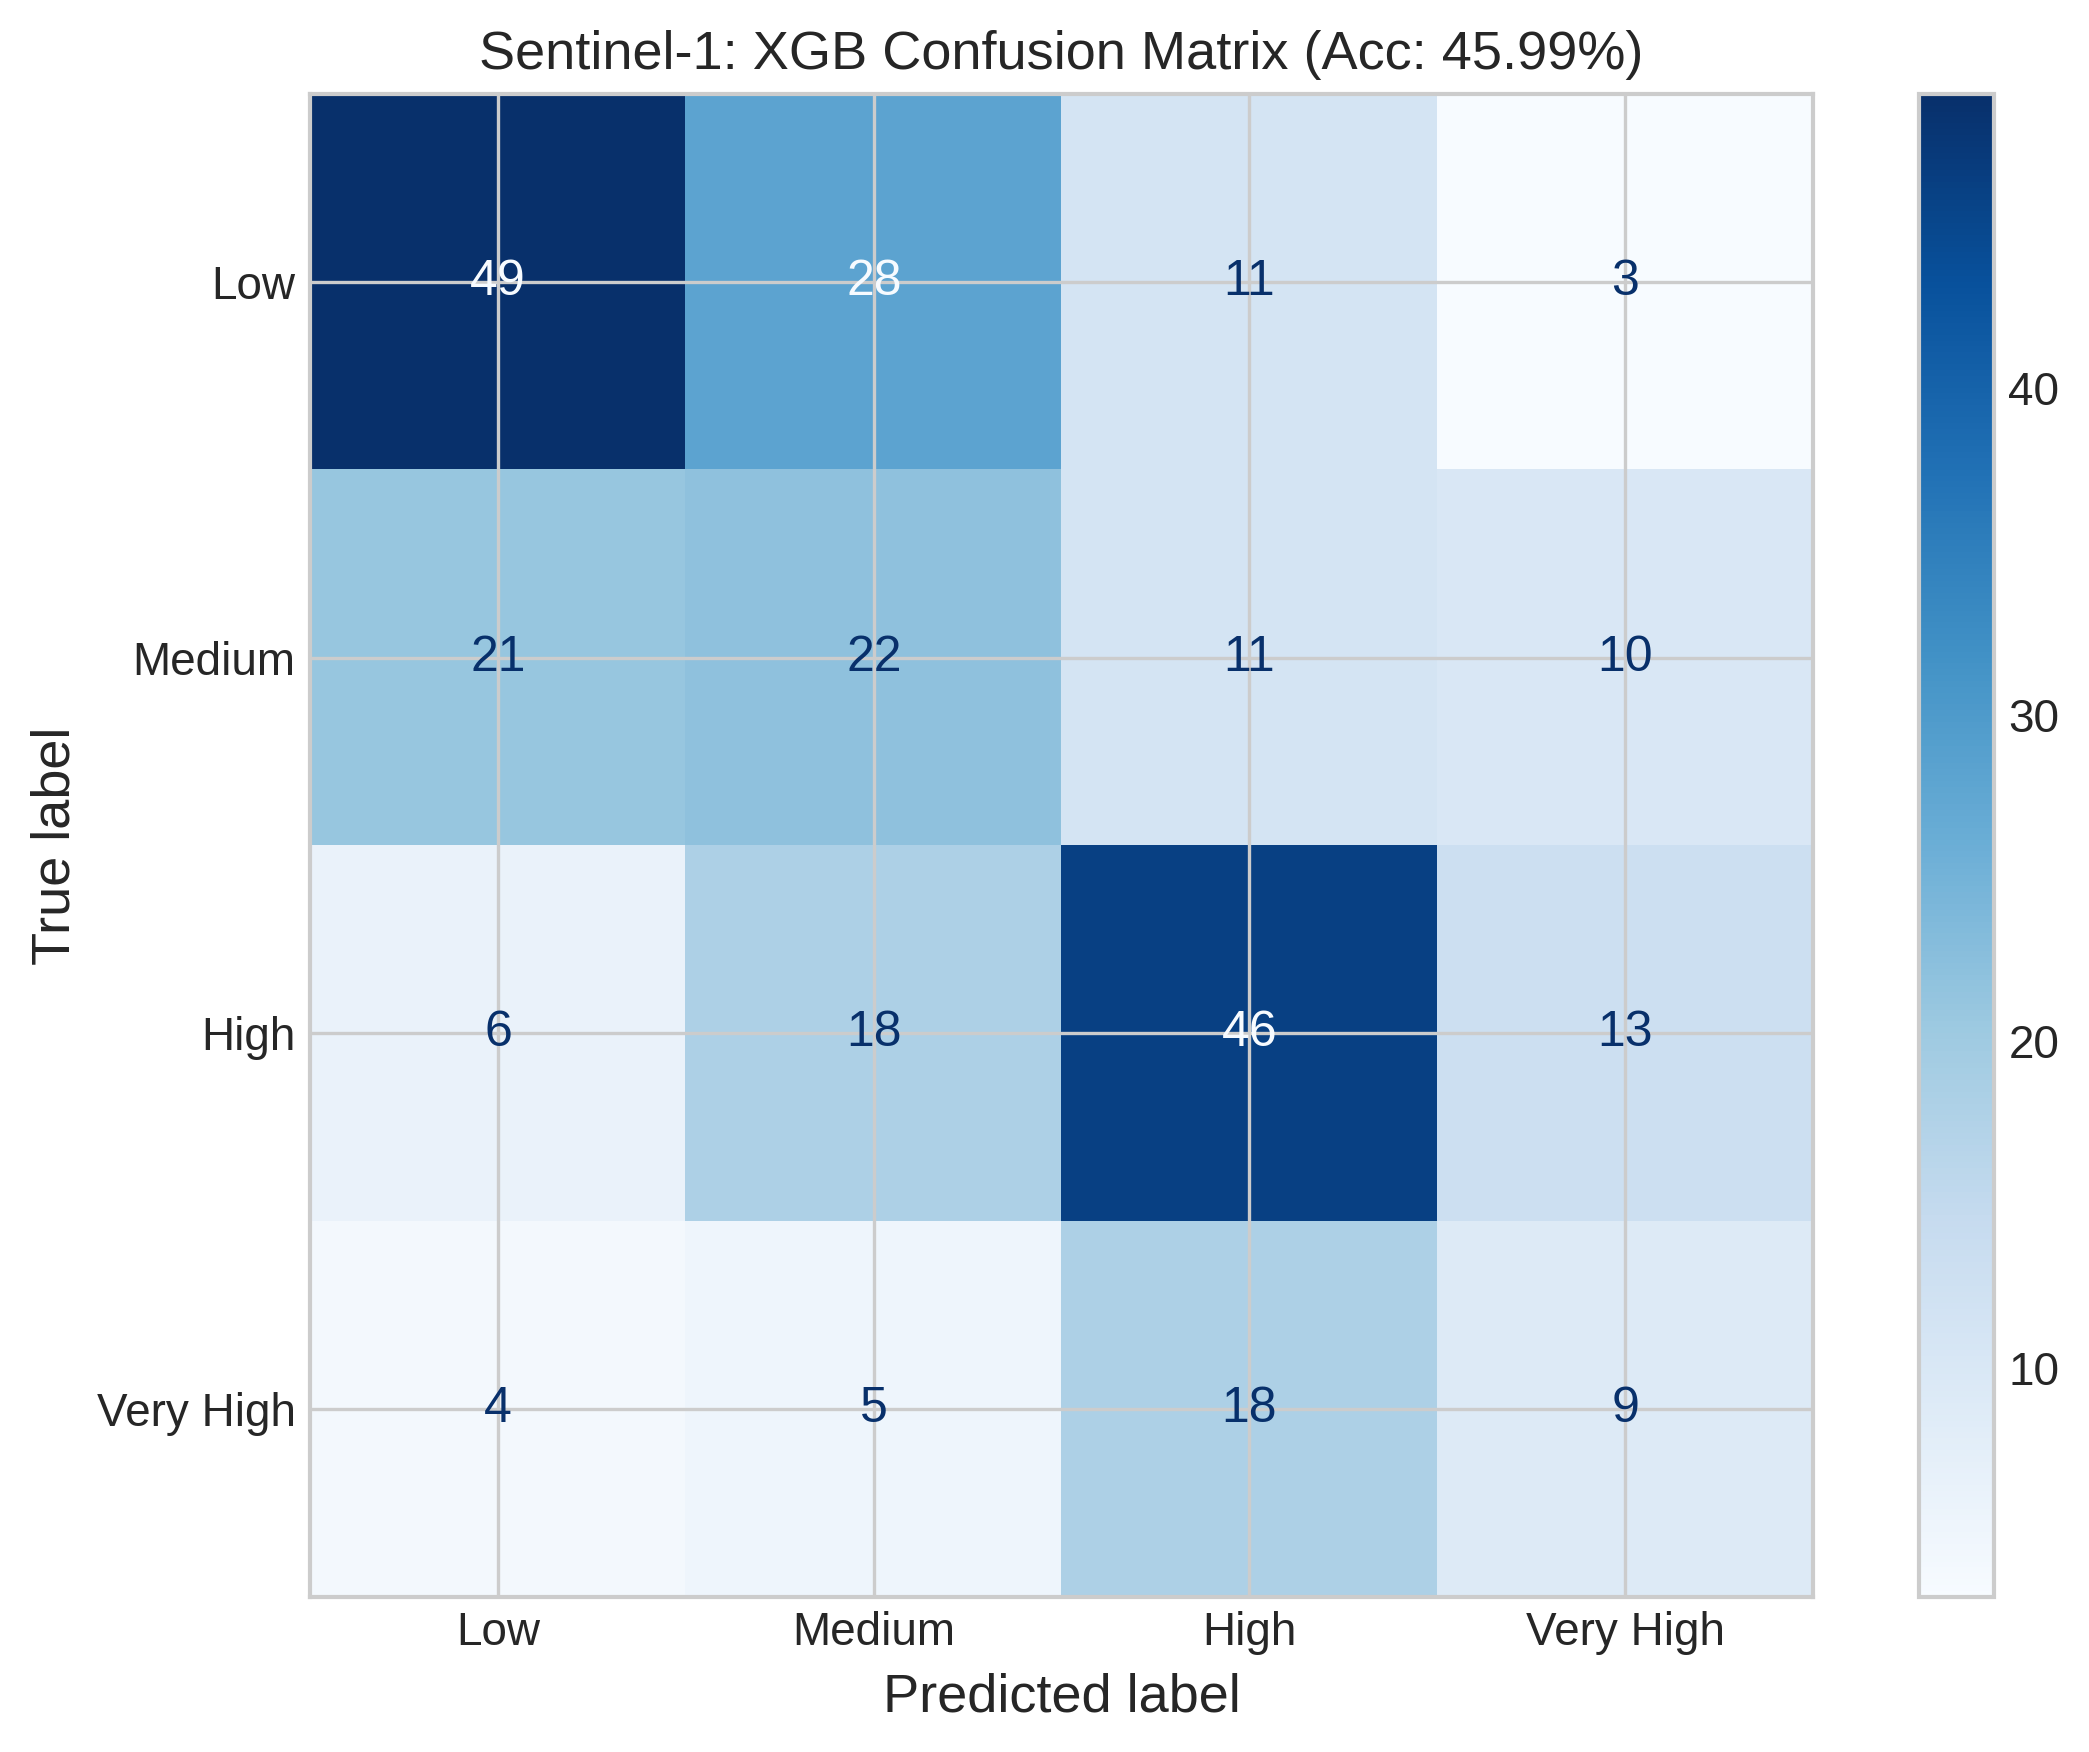 Sentinel-1: XGB Confusion Matrix (Acc: 45.99%)
True label
Low
49 28 11 3
Medium
21 22 11 10
High
6 18 46 13
Very High
4 5 18 9
Low Medium High Very High
Predicted label
40
30
20
10